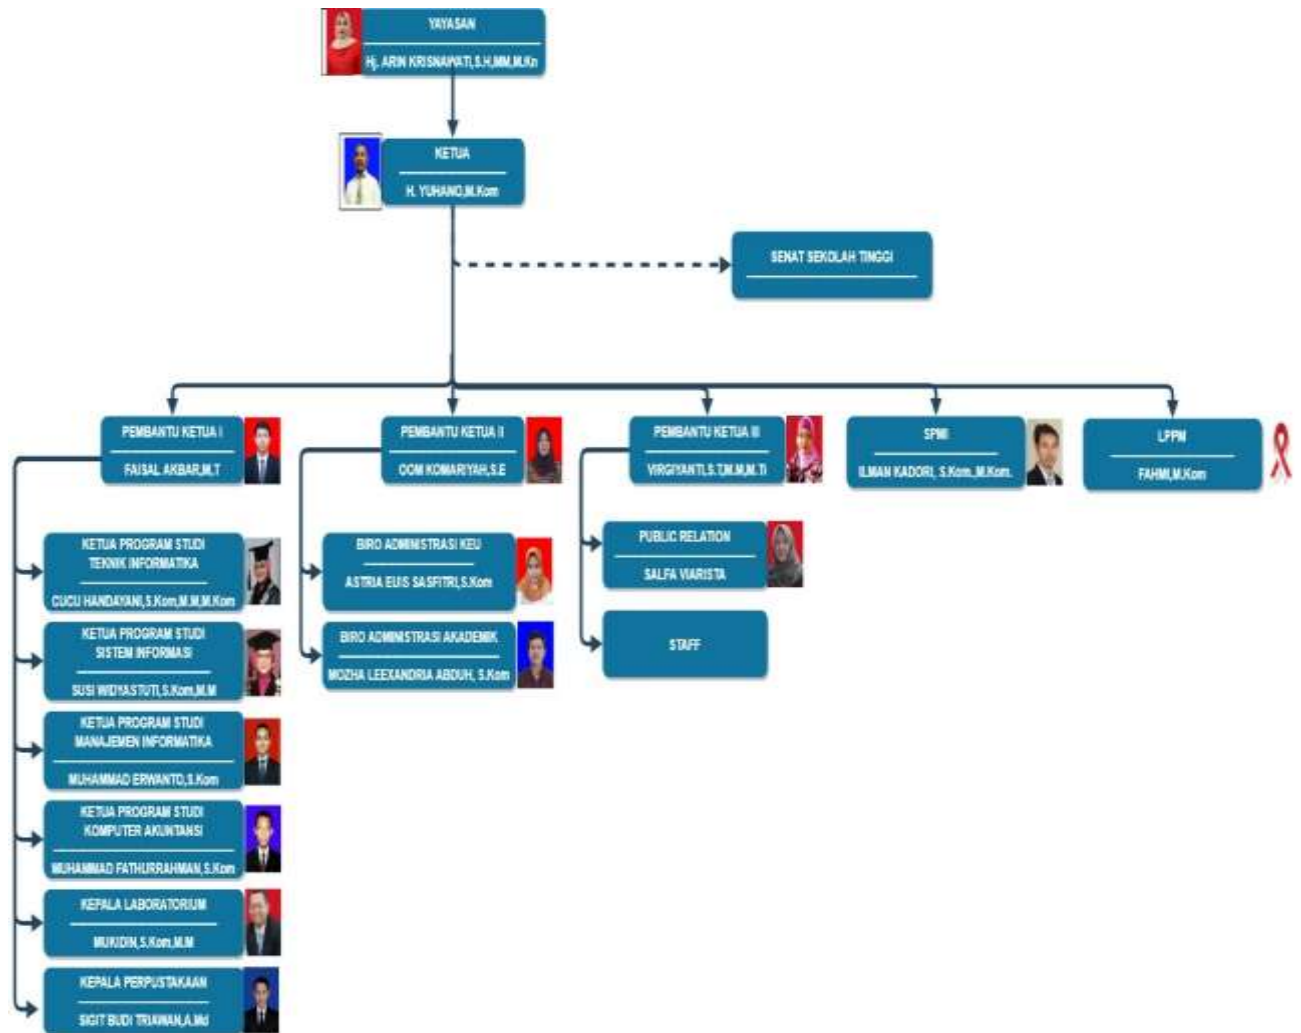 YAYASAN
Hj. ARIN KRISNAWATI,S.H,MM,M.Kn
KETUA
H. YUHANO,M.Kom
SENAT SEKOLAH TINGGI
PEMBANTU KETUA I
FAISAL AKBAR,M,T
PEMBANTU KETUA II
OOM KOMARIYAH,S.E
PEMBANTU KETUA III
VIRGIYANTI,S.T,M.M,M.Ti
SPMI
ILMAN KADORI, S.Kom.,M.Kom.
LPPM
FAHMI,M.Kom
KETUA PROGRAM STUDI
TEKNIK INFORMATIKA
CUCU HANDAYANI,S.Kom,M.M,M.Kom
KETUA PROGRAM STUDI
SISTEM INFORMASI
SUSI WIDYASTUTI,S.Kom,M.M
KETUA PROGRAM STUDI
MANAJEMEN INFORMATIKA
MUHAMMAD ERWANTO,S.Kom
KETUA PROGRAM STUDI
KOMPUTER AKUNTANSI
MUHAMMAD FATHURRAHMAN,S.Kom
KEPALA LABORATORIUM
MUKIDIN,S.Kom,M.M
KEPALA PERPUSTAKAAN
SIGIT BUDI TRIAWAN,A.Md
BIRO ADMINISTRASI KEU
ASTRIA EUIS SASFITRI,S.Kom
BIRO ADMINISTRASI AKADEMIK
MOZHA LEEXANDRIA ABDUH, S.Kom
PUBLIC RELATION
SALFA VIARISTA
STAFF